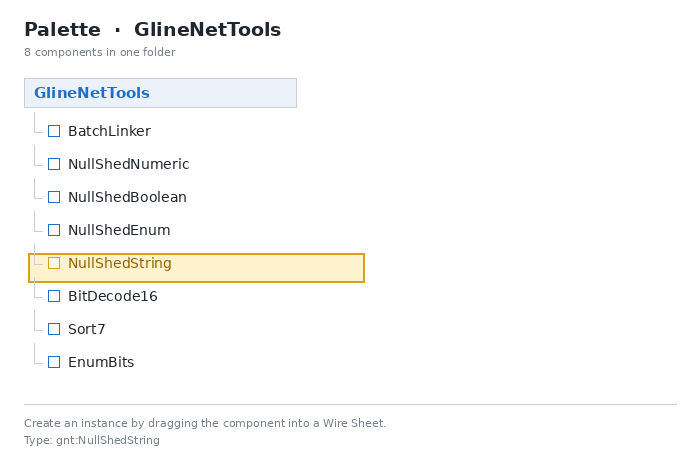 Palette · GlineNetTools
8 components in one folder
GlineNetTools
BatchLinker
NullShedNumeric
NullShedBoolean
NullShedEnum
NullShedString
BitDecode16
Sort7
EnumBits
Create an instance by dragging the component into a Wire Sheet.
Type: gnt:NullShedString